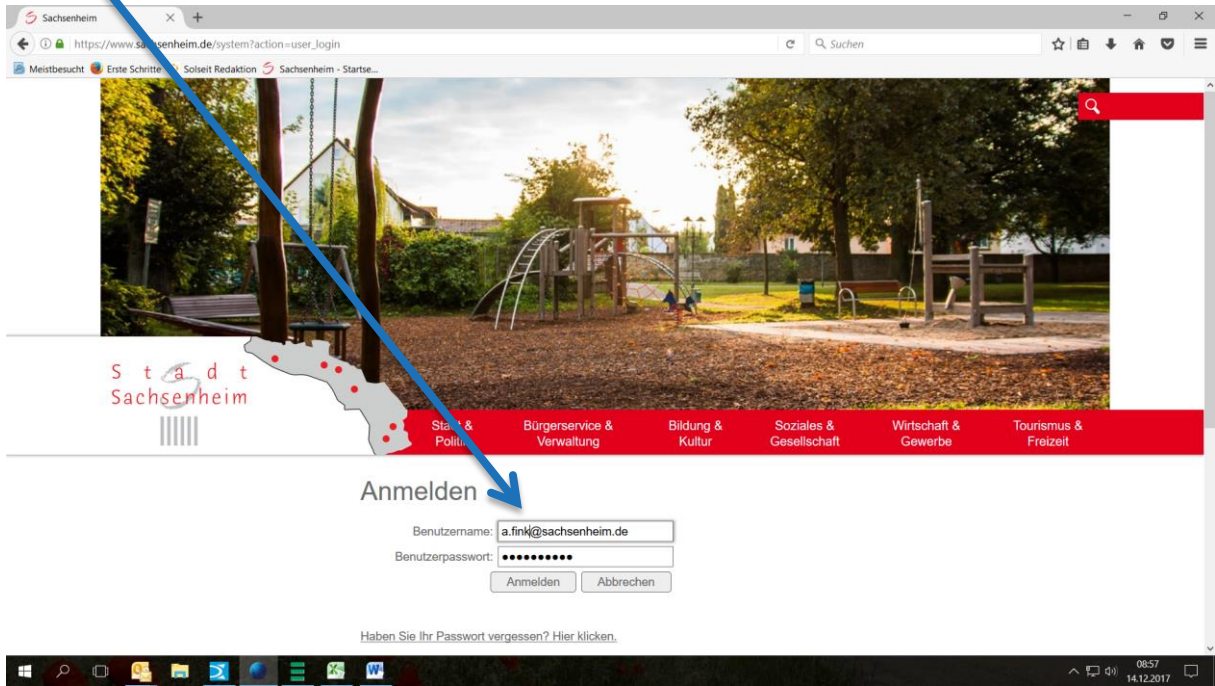 Sachsenheim
https://www.sachsenheim.de/system?action=user_login
Suchen
Meistbesucht Erste Schritte Solseit Redaktion Sachsenheim - Startse...
Stadt
Sachsenheim
Stadt &
Politik
Bürgerservice &
Verwaltung
Bildung &
Kultur
Soziales &
Gesellschaft
Wirtschaft &
Gewerbe
Tourismus &
Freizeit
Anmelden
Benutzername: a.fink@sachsenheim.de
Benutzerpasswort: ••••••••••
Anmelden Abbrechen
Haben Sie Ihr Passwort vergessen? Hier klicken.
08:57
14.12.2017